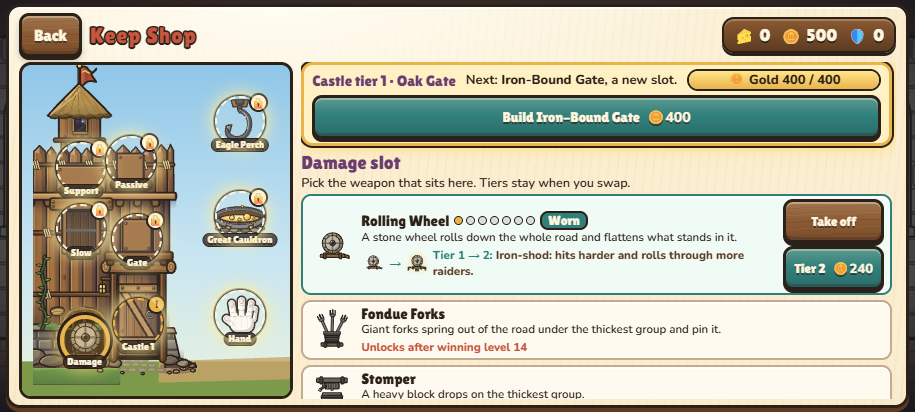 Back
Keep Shop
0
500
0
Support
Passive
Slow
Gate
Damage
Castle 1
Eagle Perch
Great Cauldron
Hand
Castle tier 1 · Oak Gate
Next: Iron-Bound Gate, a new slot.
Gold 400 / 400
Build Iron-Bound Gate 400
Damage slot
Pick the weapon that sits here. Tiers stay when you swap.
Rolling Wheel
Worn
A stone wheel rolls down the whole road and flattens what stands in it.
Tier 1 → 2: Iron-shod: hits harder and rolls through more
raiders.
Take off
Tier 2 240
Fondue Forks
Giant forks spring out of the road under the thickest group and pin it.
Unlocks after winning level 14
Stomper
A heavy block drops on the thickest group.